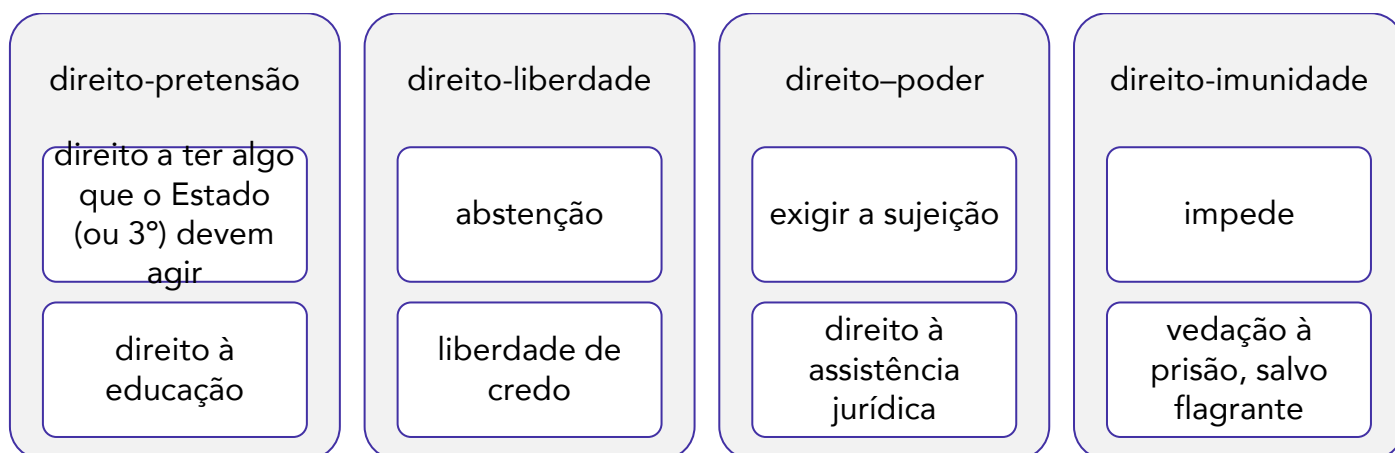 direito-pretensão
direito a ter algo
que o Estado
(ou 3º) devem
agir
direito à
educação
direito-liberdade
abstenção
liberdade de
credo
direito–poder
exigir a sujeição
direito à
assistência
jurídica
direito-imunidade
impede
vedação à
prisão, salvo
flagrante